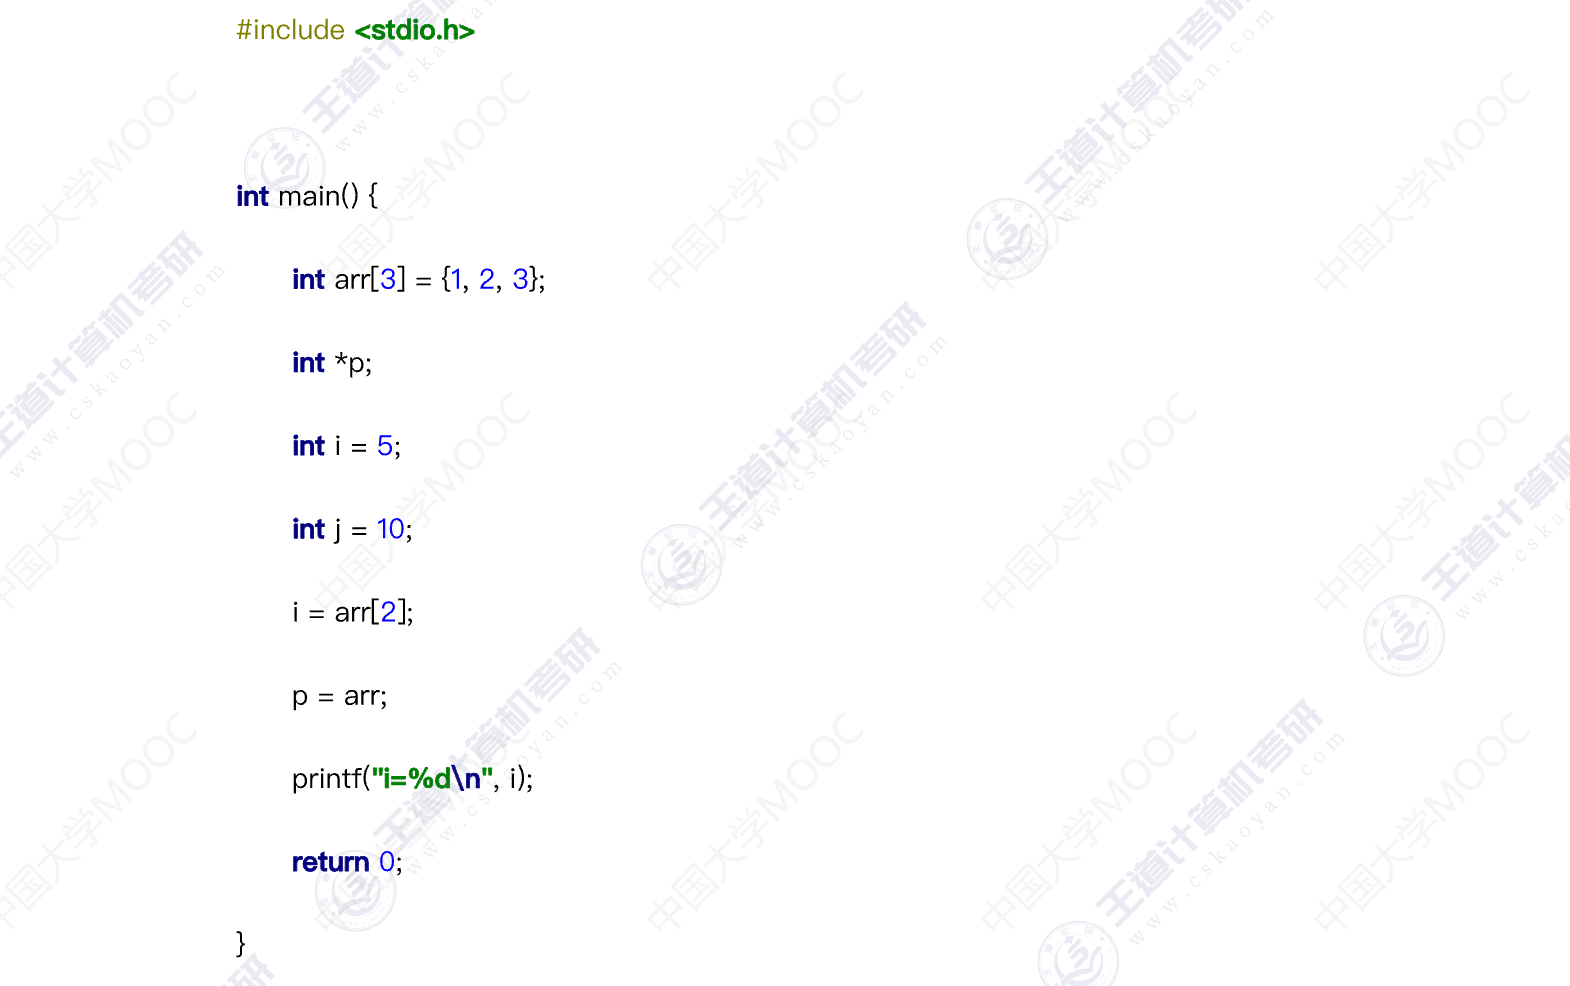 #include <stdio.h>
int main() {
int arr[3] = {1, 2, 3};
int *p;
int i = 5;
int j = 10;
i = arr[2];
p = arr;
printf("i=%d\n", i);
return 0;
}
中国大学MOOC
王道计算机考研
www.cskaoyan.com